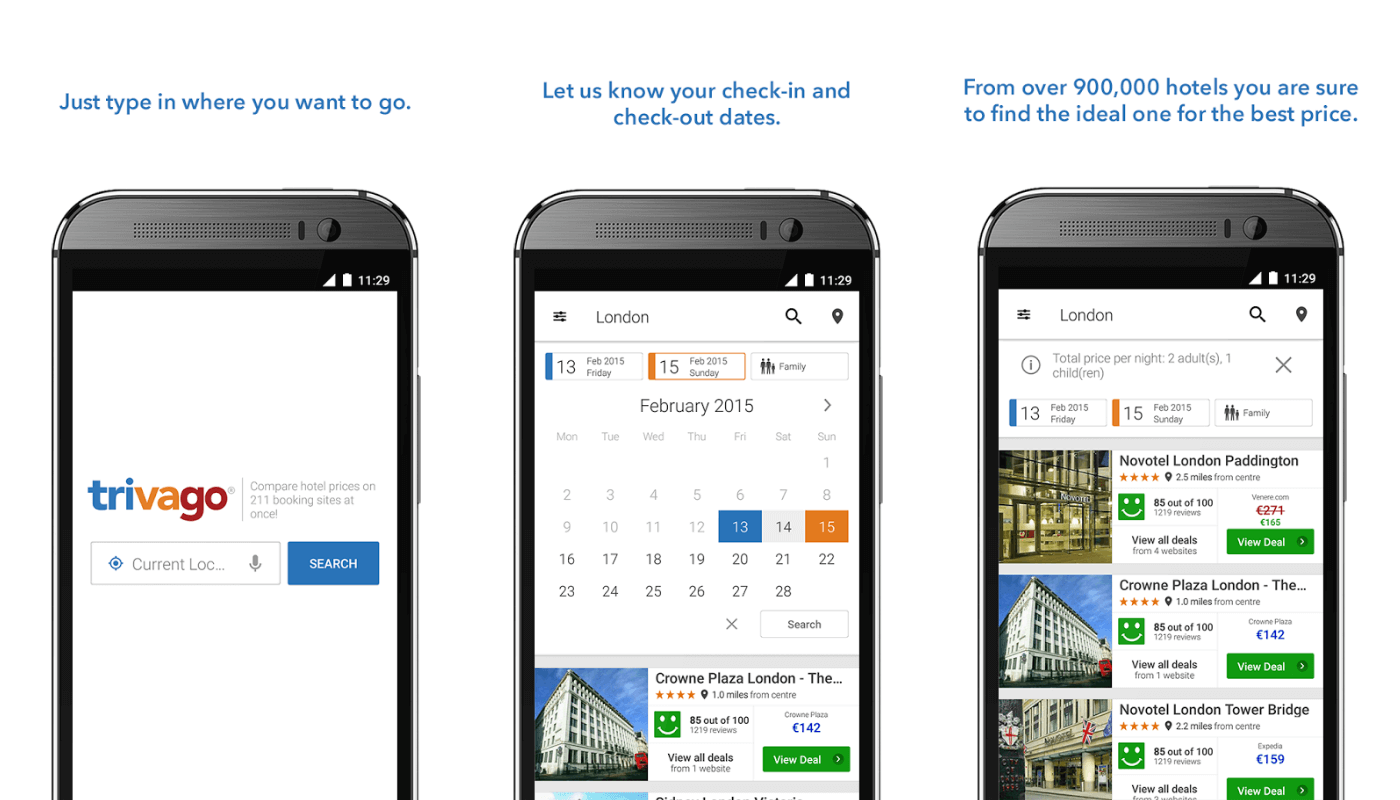 Just type in where you want to go.
11:29
trivago®
Compare hotel prices on
211 booking sites at
once!
Current Loc...
SEARCH
Let us know your check-in and
check-out dates.
11:29
London
13 Feb 2015 Friday
15 Feb 2015 Sunday
Family
February 2015
Mon Tue Wed Thu Fri Sat Sun
1
2 3 4 5 6 7 8
9 10 11 12 13 14 15
16 17 18 19 20 21 22
23 24 25 26 27 28
Search
Crowne Plaza London - The...
1.0 miles from centre
85 out of 100
1219 reviews
Crowne Plaza
€142
View all deals
from 1 website
View Deal
Sidney London Victoria
From over 900,000 hotels you are sure
to find the ideal one for the best price.
11:29
London
Total price per night: 2 adult(s), 1
child(ren)
13 Feb 2015 Friday
15 Feb 2015 Sunday
Family
Novotel
Novotel London Paddington
2.5 miles from centre
85 out of 100
1219 reviews
Venere.com
€271
€165
View all deals
from 4 websites
View Deal
Crowne Plaza London - The...
1.0 miles from centre
85 out of 100
1219 reviews
Crowne Plaza
€142
View all deals
from 1 website
View Deal
Novotel London Tower Bridge
2.2 miles from centre
85 out of 100
1219 reviews
Expedia
€159
View all deals
View Deal